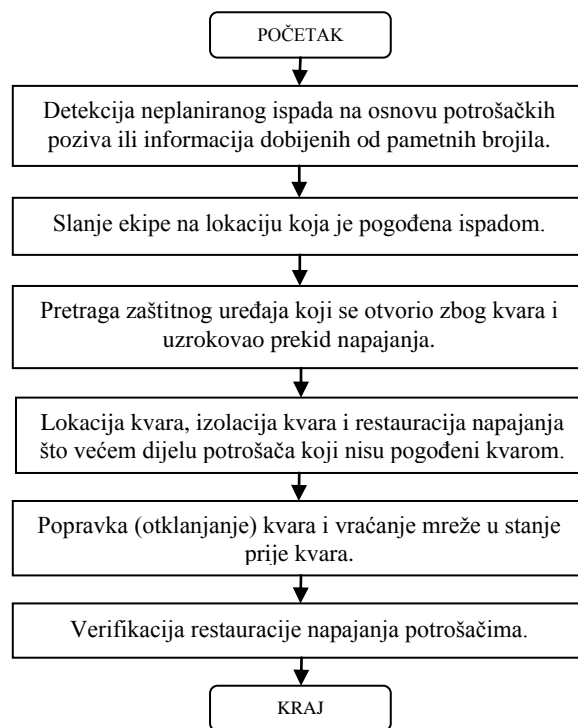 POČETAK
Detekcija neplaniranog ispada na osnovu potrošačkih
poziva ili informacija dobijenih od pametnih brojila.
Slanje ekipe na lokaciju koja je pogođena ispadom.
Pretraga zaštitnog uređaja koji se otvorio zbog kvara i
uzrokovao prekid napajanja.
Lokacija kvara, izolacija kvara i restauracija napajanja
što većem dijelu potrošača koji nisu pogođeni kvarom.
Popravka (otklanjanje) kvara i vraćanje mreže u stanje
prije kvara.
Verifikacija restauracije napajanja potrošačima.
KRAJ